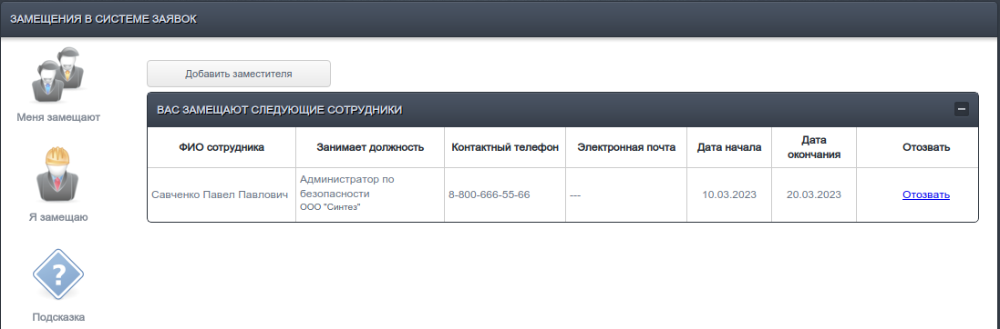 ЗАМЕЩЕНИЯ В СИСТЕМЕ ЗАЯВОК
Меня замещают
Я замещаю
Подсказка
Добавить заместителя
ВАС ЗАМЕЩАЮТ СЛЕДУЮЩИЕ СОТРУДНИКИ
ФИО сотрудника
Занимает должность
Контактный телефон
Электронная почта
Дата начала
Дата
окончания
Отозвать
Савченко Павел Павлович
Администратор по
безопасности
ООО "Синтез"
8-800-666-55-66
---
10.03.2023
20.03.2023
Отозвать